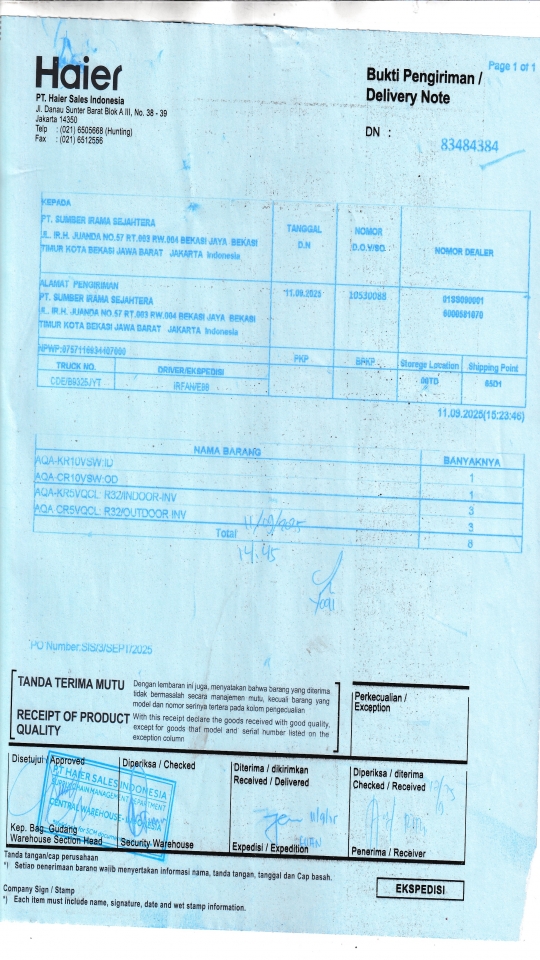 Page 1 of 1
Haier
PT. Haier Sales Indonesia
Jl. Danau Sunter Barat Blok A III, No. 38 - 39
Jakarta 14350
Telp : (021) 6505668 (Hunting)
Fax : (021) 6512556
Bukti Pengiriman /
Delivery Note
DN :
83484384
KEPADA
PT. SUMBER IRAMA SEJAHTERA
JL. IR.H. JUANDA NO.57 RT.003 RW.004 BEKASI JAYA BEKASI
TIMUR KOTA BEKASI JAWA BARAT JAKARTA Indonesia
TANGGAL
D.N
NOMOR
D.O.Y/SO.
NOMOR DEALER
ALAMAT PENGIRIMAN
PT. SUMBER IRAMA SEJAHTERA
JL. IR.H. JUANDA NO.57 RT.003 RW.004 BEKASI JAYA BEKASI
TIMUR KOTA BEKASI JAWA BARAT JAKARTA Indonesia
11.09.2025
10530088
NPWP:
PKP
BPKP
Storege Location
Shipping Point
TRUCK NO.
DRIVER/EKSPEDISI
CDE/B9325JYT
IRFAN/E88
11.09.2025(15:23:46)
NAMA BARANG
BANYAKNYA
AQA-KR10VSW:ID
1
AQA-CR10VSW:OD
1
AQA-KR5VQCL: R32/INDOOR-INV
3
AQA CR5VQCL: R32/OUTDOOR INV
3
Total
8
14.45
Yogi
PO Number:SIS/3/SEPT/2025
TANDA TERIMA MUTU
Dengan lembaran ini juga, menyatakan bahwa barang yang diterima
tidak bermasalah secara manajemen mutu, kecuali barang yang
model dan nomor serinya tertera pada kolom pengecualian
RECEIPT OF PRODUCT
QUALITY
With this receipt declare the goods received with good quality,
except for goods that model and serial number listed on the
exception column
Perkecualian /
Exception
Disetujui / Approved
Diperiksa / Checked
Diterima / dikirimkan
Received / Delivered
Diperiksa / diterima
Checked / Received
PT HAIER SALES INDONESIA
SUPPLY CHAIN MANAGEMENT DEPARTMENT
CENTRAL WAREHOUSE
Kep. Bag. Gudang
Warehouse Section Head
Security Warehouse
Expedisi / Expedition
Penerima / Receiver
Tanda tangan/cap perusahaan
*) Setiap penerimaan barang wajib menyertakan informasi nama, tanda tangan, tanggal dan Cap basah.
EKSPEDISI
Company Sign / Stamp
*) Each item must include name, signature, date and wet stamp information.